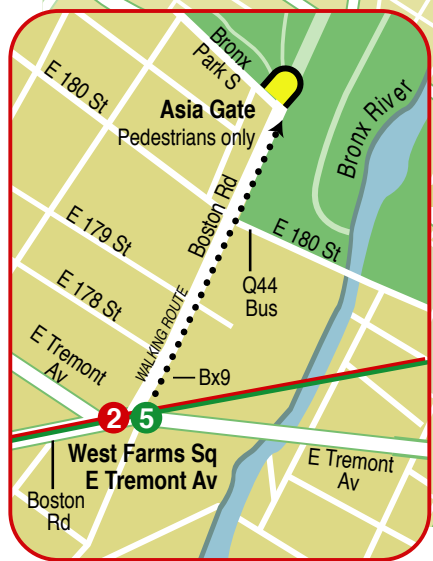 Bronx
Park S
E 180 St
Asia Gate
Pedestrians only
Bronx River
Boston Rd
E 179 St
E 180 St
E 178 St
Q44
Bus
WALKING ROUTE
E Tremont
Av
Bx9
2 5
West Farms Sq
E Tremont Av
E Tremont
Av
Boston
Rd